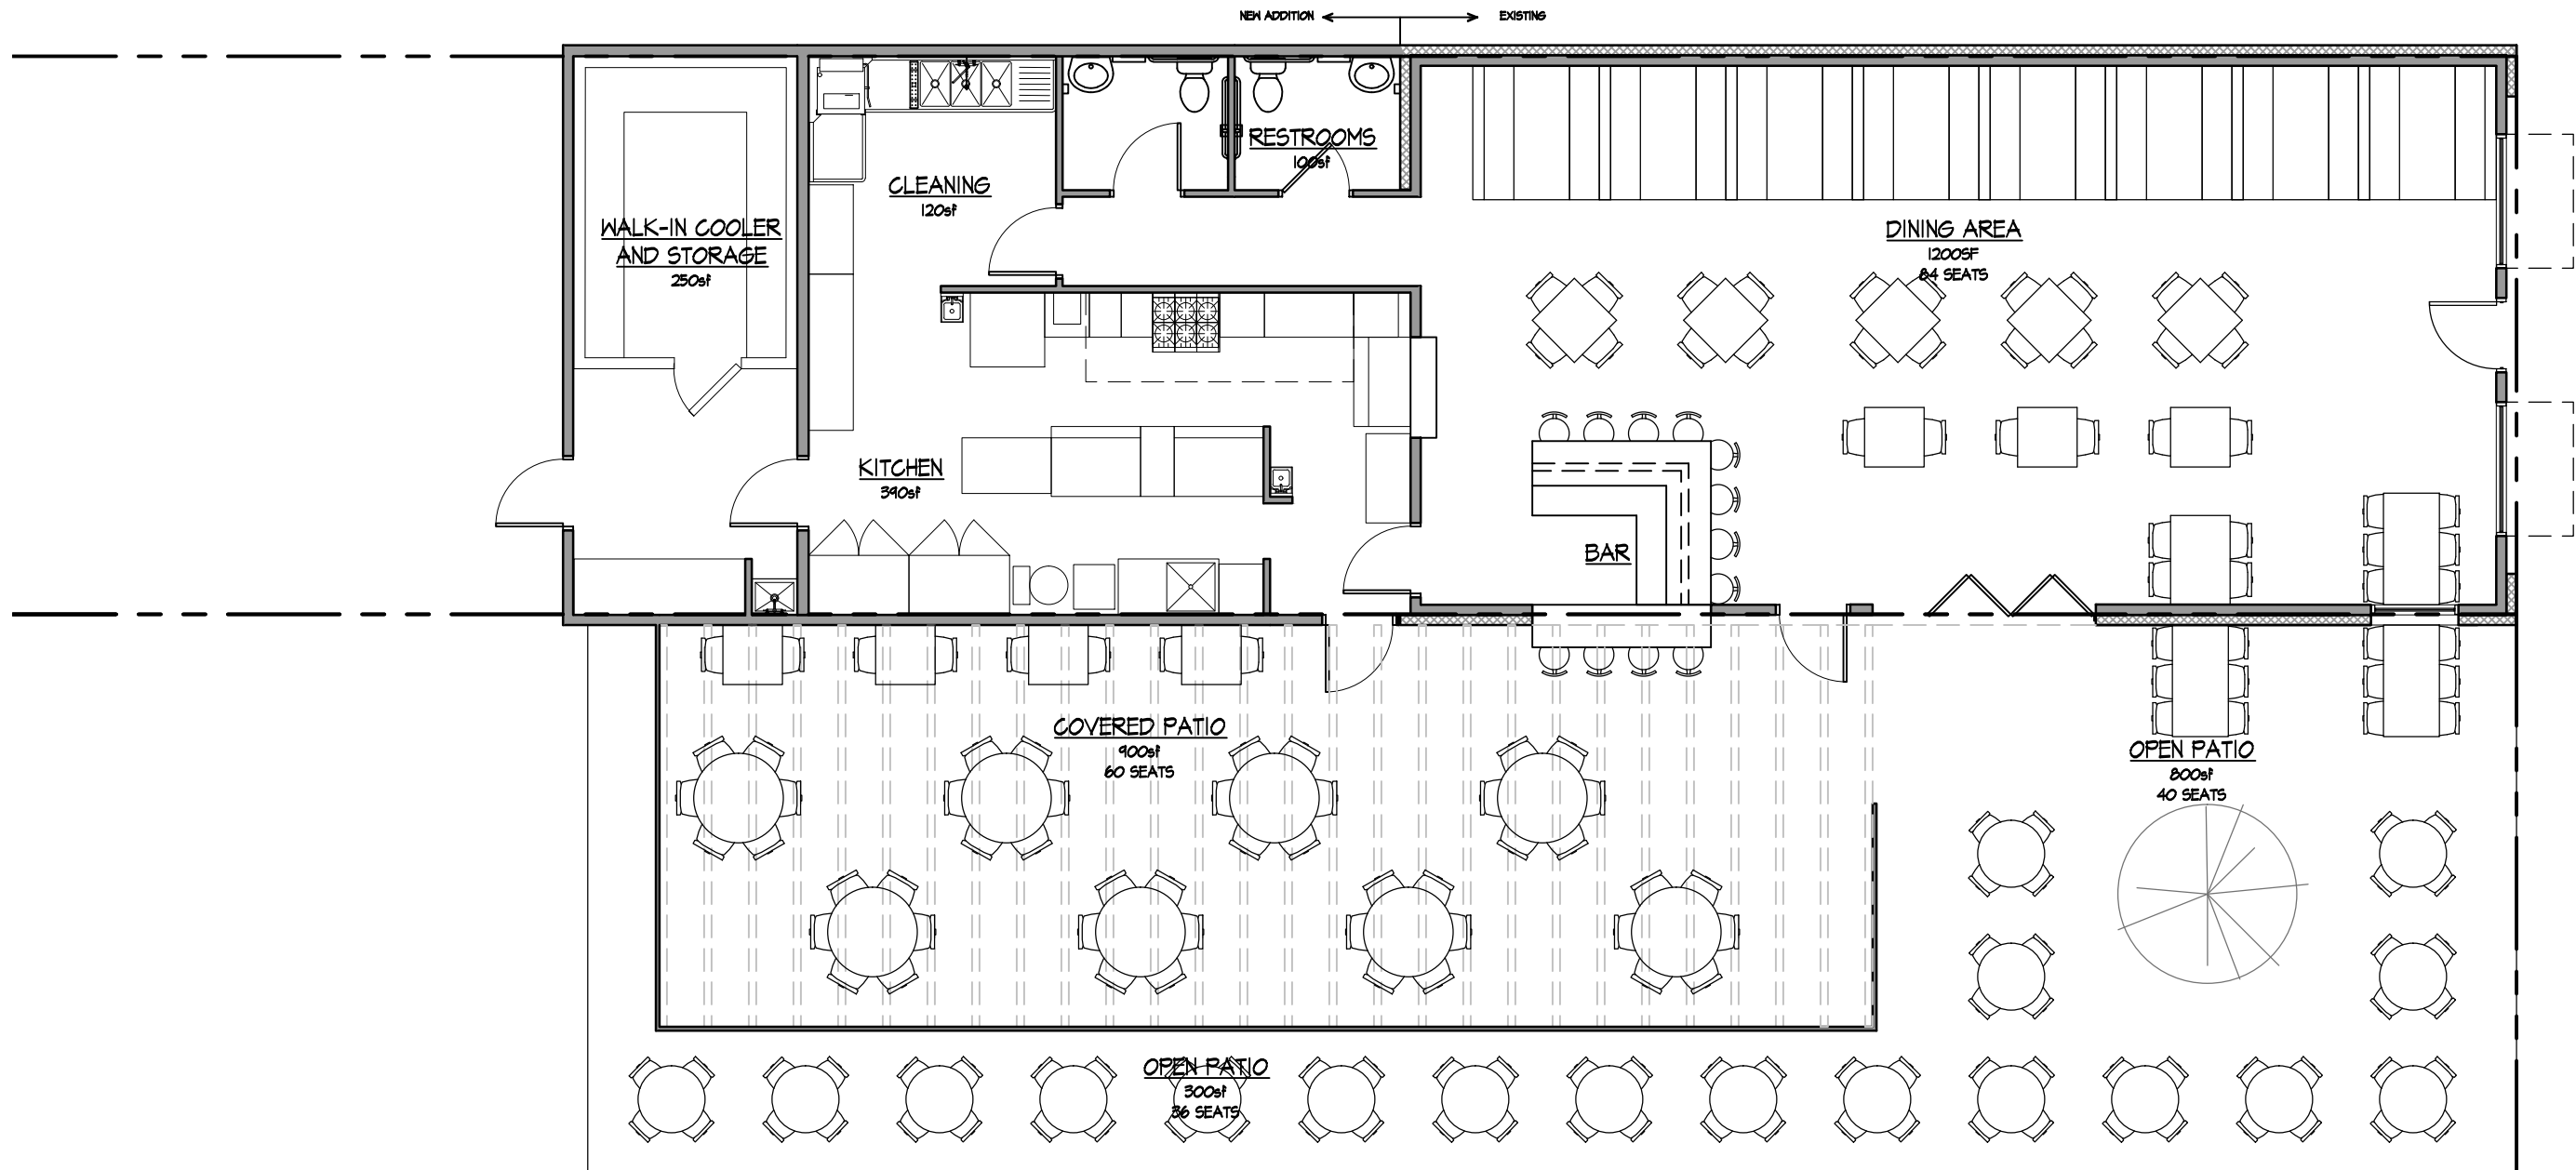 NEW ADDITION
EXISTING
RESTROOMS
100sf
CLEANING
120sf
WALK-IN COOLER
AND STORAGE
250sf
DINING AREA
1200SF
84 SEATS
KITCHEN
390sf
BAR
COVERED PATIO
900sf
60 SEATS
OPEN PATIO
800sf
40 SEATS
OPEN PATIO
300sf
36 SEATS